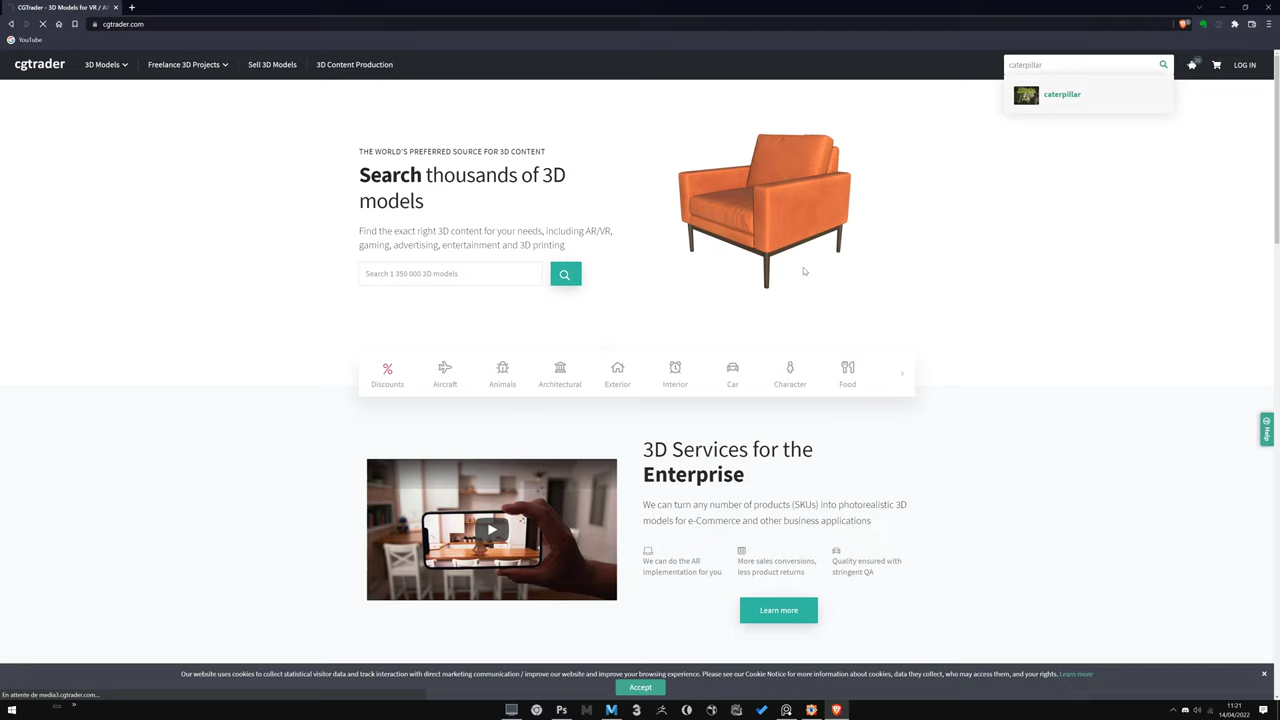 CGTrader - 3D Models for VR / A
cgtrader.com
YouTube
cgtrader
3D Models
Freelance 3D Projects
Sell 3D Models
3D Content Production
caterpillar
LOG IN
caterpillar
THE WORLD'S PREFERRED SOURCE FOR 3D CONTENT
Search thousands of 3D
models
Find the exact right 3D content for your needs, including AR/VR,
gaming, advertising, entertainment and 3D printing
Search 1 350 000 3D models
Discounts
Aircraft
Animals
Architectural
Exterior
Interior
Car
Character
Food
Help
3D Services for the
Enterprise
We can turn any number of products (SKUs) into photorealistic 3D
models for e-Commerce and other business applications
We can do the AR
implementation for you
More sales conversions,
less product returns
Quality ensured with
stringent QA
Learn more
Our website uses cookies to collect statistical visitor data and track interaction with direct marketing communication / improve our website and improve your browsing experience. Please see our Cookie Notice for more information about cookies, data they collect, who may access them, and your rights. Learn more
Accept
En attente de media3.cgtrader.com...
11:21
14/04/2022